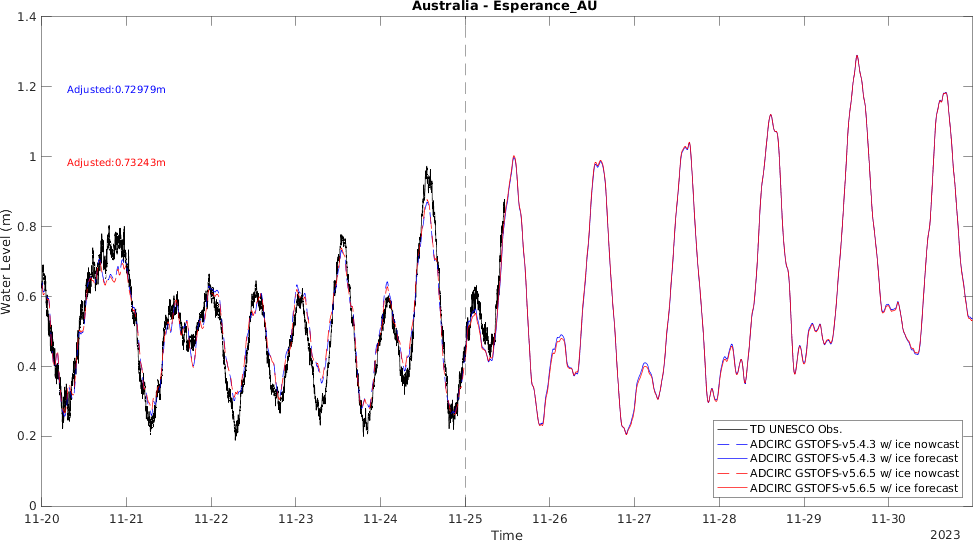 Australia - Esperance_AU
1.4
1.2
1
0.8
0.6
0.4
0.2
0
Water Level (m)
Adjusted:0.72979m
Adjusted:0.73243m
TD UNESCO Obs.
ADCIRC GSTOFS-v5.4.3 w/ ice nowcast
ADCIRC GSTOFS-v5.4.3 w/ ice forecast
ADCIRC GSTOFS-v5.6.5 w/ ice nowcast
ADCIRC GSTOFS-v5.6.5 w/ ice forecast
11-20 11-21 11-22 11-23 11-24 11-25 11-26 11-27 11-28 11-29 11-30
Time
2023